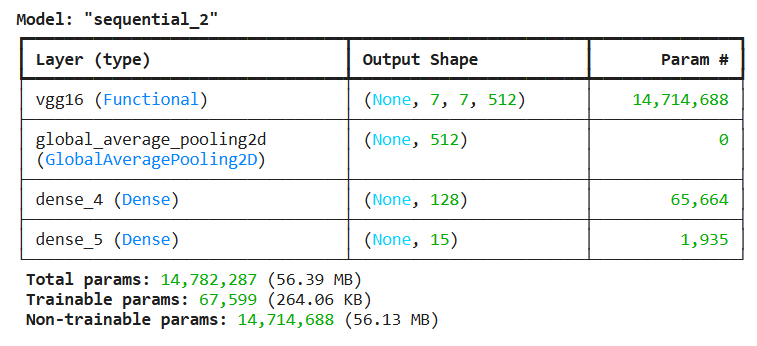 Model: "sequential_2"
Layer (type) Output Shape Param #
vgg16 (Functional) (None, 7, 7, 512) 14,714,688
global_average_pooling2d (None, 512) 0
(GlobalAveragePooling2D)
dense_4 (Dense) (None, 128) 65,664
dense_5 (Dense) (None, 15) 1,935
Total params: 14,782,287 (56.39 MB)
Trainable params: 67,599 (264.06 KB)
Non-trainable params: 14,714,688 (56.13 MB)